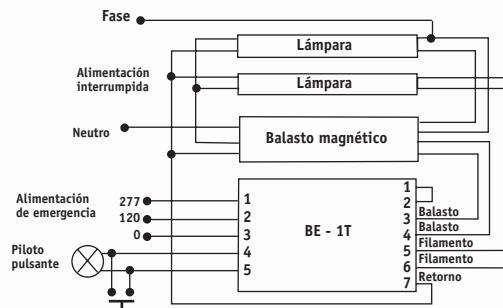 Fase
Lámpara
Alimentación
interrumpida
Lámpara
Neutro
Balasto magnético
Alimentación
de emergencia
277
120
0
Piloto
pulsante
1
2
3
4
5
BE - 1T
1
2
3
4
5
6
7
Balasto
Balasto
Filamento
Filamento
Retorno